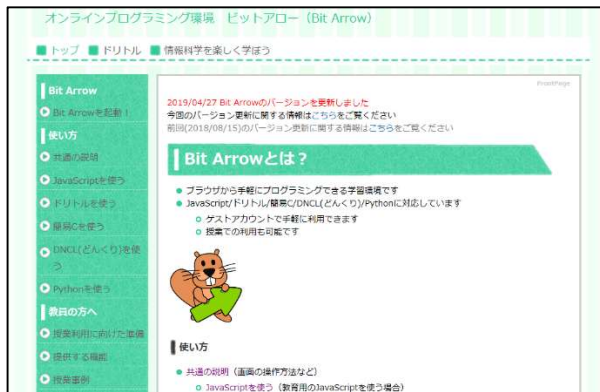 オンラインプログラミング環境 ビットアロー（Bit Arrow）
トップ ドリトル 情報科学を楽しく学ぼう
FrontPage
Bit Arrow
Bit Arrowを起動！
使い方
共通の説明
JavaScriptを使う
ドリトルを使う
簡易Cを使う
DNCL(どんぐり)を使
う
Pythonを使う
教員の方へ
授業利用に向けた準備
提供する機能
授業事例
2019/04/27 Bit Arrowのバージョンを更新しました
今回のバージョン更新に関する情報はこちらをご覧ください
前回(2018/08/15)のバージョン更新に関する情報はこちらをご覧ください
Bit Arrowとは？
ブラウザから手軽にプログラミングできる学習環境です
JavaScript/ドリトル/簡易C/DNCL(どんぐり)/Pythonに対応しています
ゲストアカウントで手軽に利用できます
授業での利用も可能です
使い方
共通の説明（画面の操作方法など）
JavaScriptを使う（教育用のJavaScriptを使う場合）